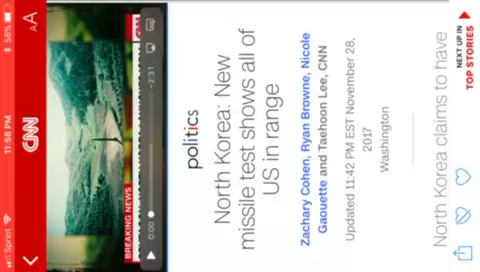 Sprint 11:58 PM 58%
CNN
AA
CNN
BREAKING NEWS
0:00 -2:31
politics
North Korea: New
missile test shows all of
US in range
Zachary Cohen, Ryan Browne, Nicole
Gaouette and Taehoon Lee, CNN
Updated 11:42 PM EST November 28,
2017
Washington
North Korea claims to have
NEXT UP IN
TOP STORIES